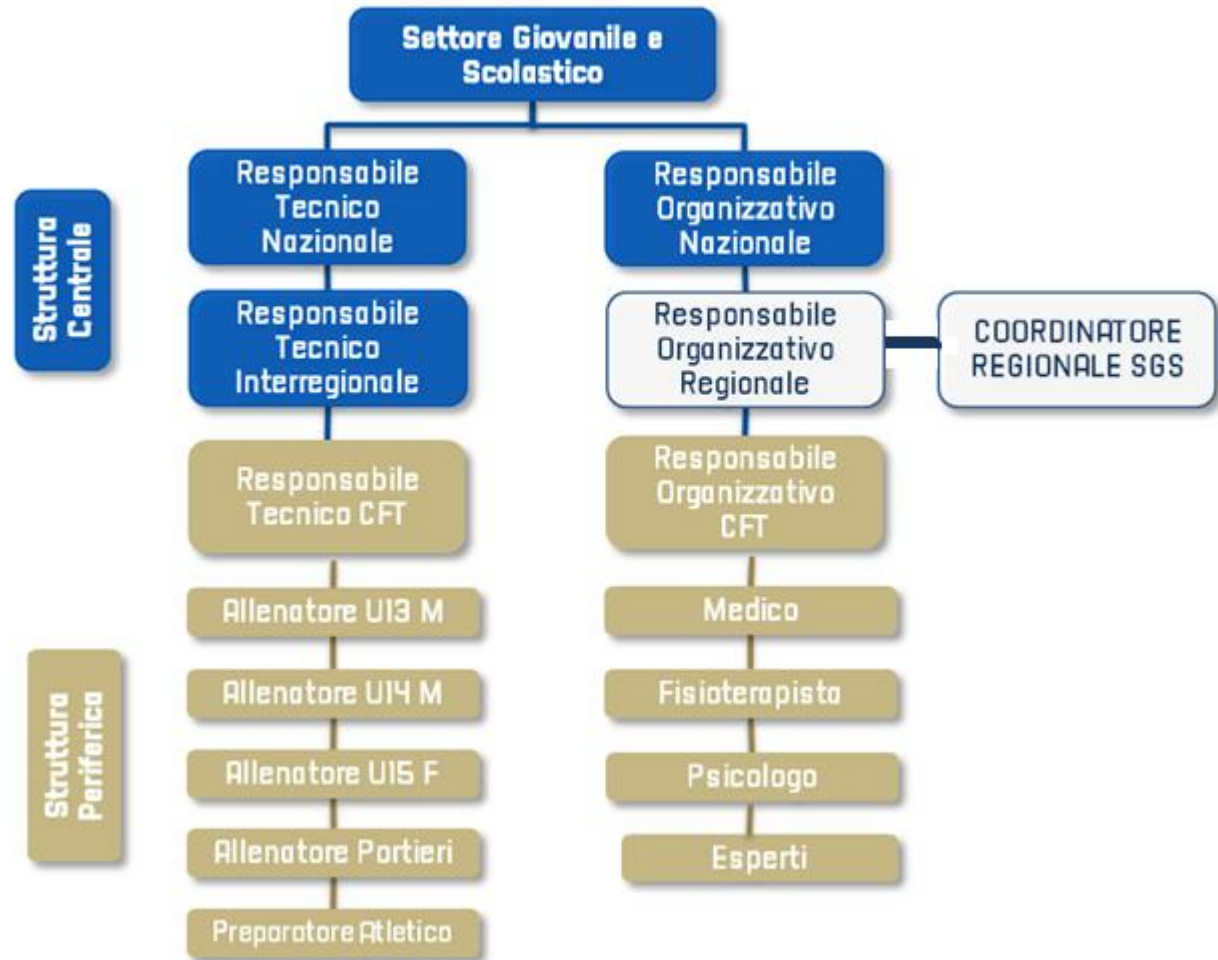 Settore Giovanile e
Scolastico
Struttura
Centrale
Responsabile
Tecnico
Nazionale
Responsabile
Organizzativo
Nazionale
Responsabile
Tecnico
Interregionale
Responsabile
Organizzativo
Regionale
COORDINATORE
REGIONALE SGS
Responsabile
Tecnico CFT
Responsabile
Organizzativo
CFT
Struttura
Periferica
Allenatore U13 M
Medico
Allenatore U14 M
Fisioterapista
Allenatore U15 F
Psicologo
Allenatore Portieri
Esperti
Preparatore Atletico